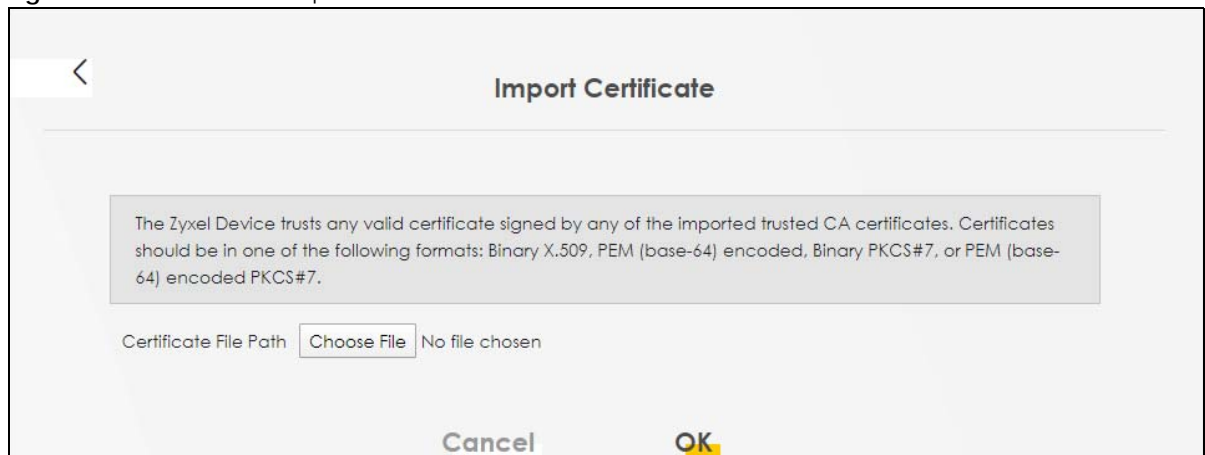 Import Certificate
The Zyxel Device trusts any valid certificate signed by any of the imported trusted CA certificates. Certificates
should be in one of the following formats: Binary X.509, PEM (base-64) encoded, Binary PKCS#7, or PEM (base-
64) encoded PKCS#7.
Certificate File Path Choose File No file chosen
Cancel OK